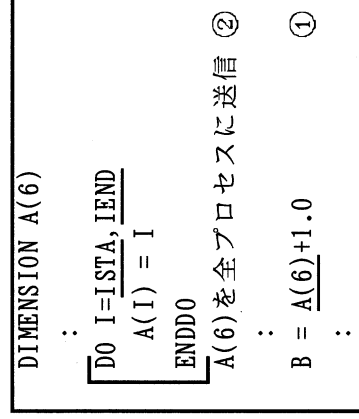 DIMENSION A(6)
:
DO I=ISTA,IEND
A(I) = I
ENDDO
A(6)を全プロセスに送信 ②
:
B = A(6)+1.0 ①
: